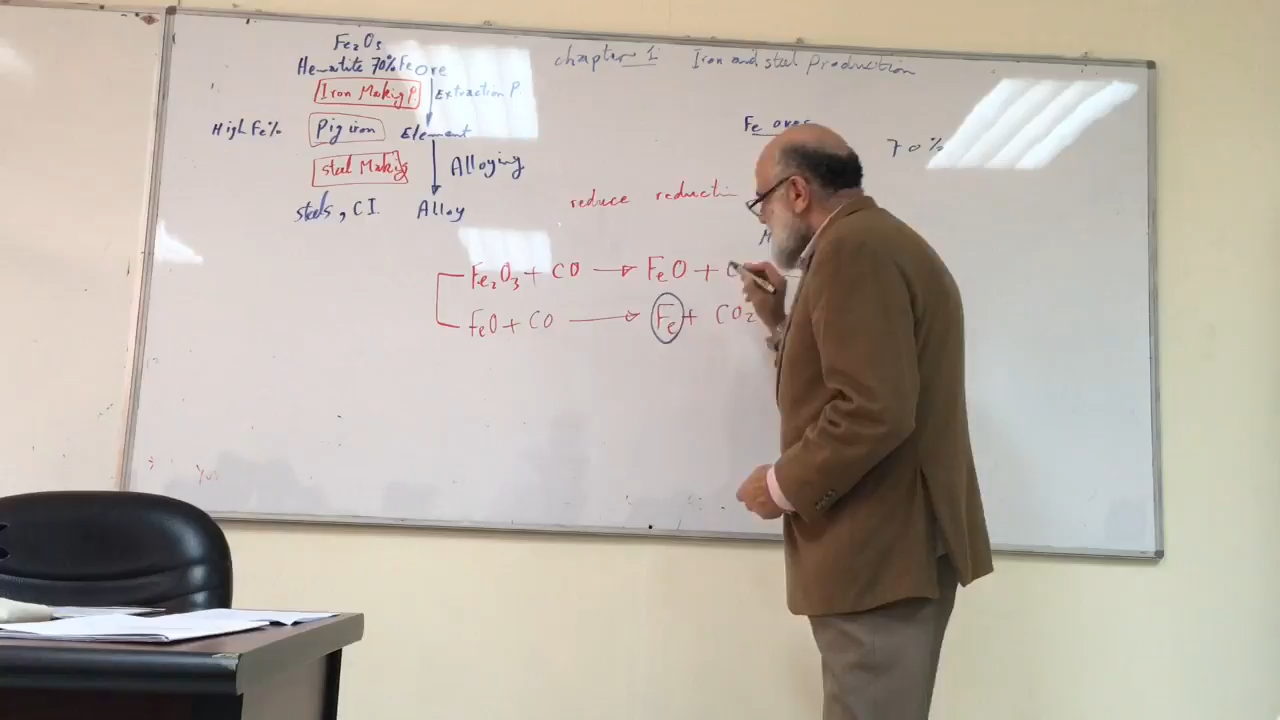 chapter 1 Iron and steel Production
Fe₂O₃
Hematite 70% Fe ore
Iron Making P. Extraction P.
High Fe% Pig iron Element
steel Making Alloying
steels, C I. Alloy
Fe ores
70%
reduce reducti
Fe₂O₃ + CO → FeO + C
FeO + CO → Fe + CO₂